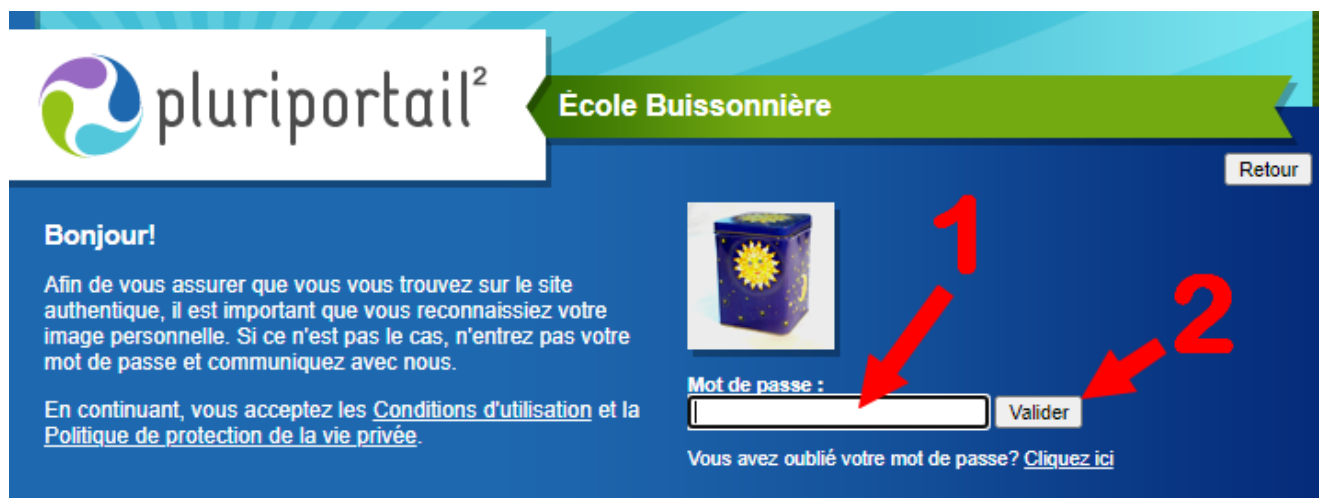 pluriportail²
École Buissonnière
Retour
Bonjour!
Afin de vous assurer que vous vous trouvez sur le site
authentique, il est important que vous reconnaissiez votre
image personnelle. Si ce n'est pas le cas, n'entrez pas votre
mot de passe et communiquez avec nous.
En continuant, vous acceptez les Conditions d'utilisation et la
Politique de protection de la vie privée.
1
2
Mot de passe :
Valider
Vous avez oublié votre mot de passe? Cliquez ici